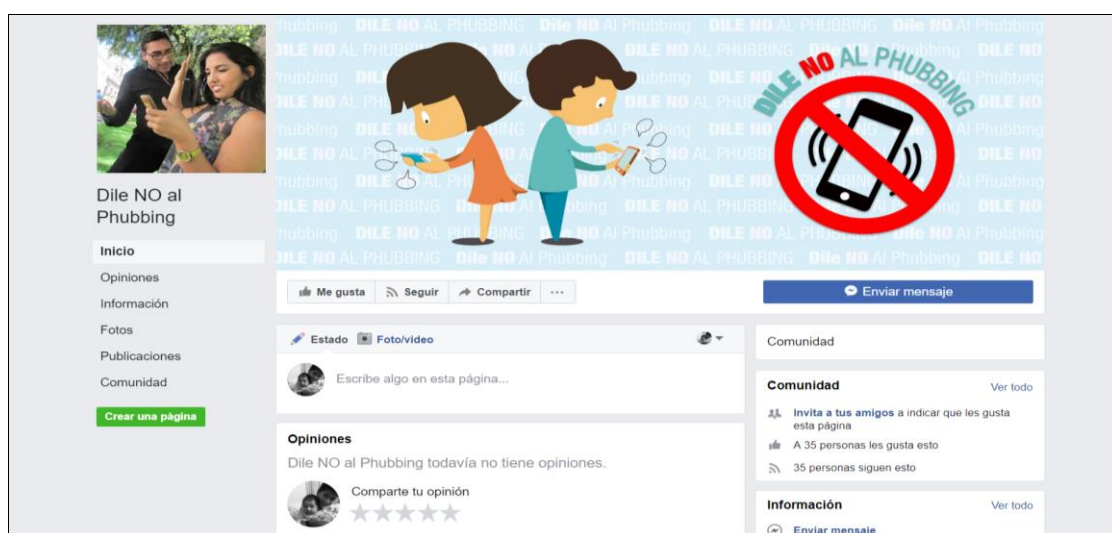 Dile NO al
Phubbing
Inicio
Opiniones
Información
Fotos
Publicaciones
Comunidad
Crear una página
DILE NO AL PHUBBING
Me gusta
Seguir
Compartir
Enviar mensaje
Estado
Foto/video
Escribe algo en esta página...
Opiniones
Dile NO al Phubbing todavía no tiene opiniones.
Comparte tu opinión
Comunidad
Comunidad Ver todo
Invita a tus amigos a indicar que les gusta
esta página
A 35 personas les gusta esto
35 personas siguen esto
Información Ver todo
Enviar mensaje